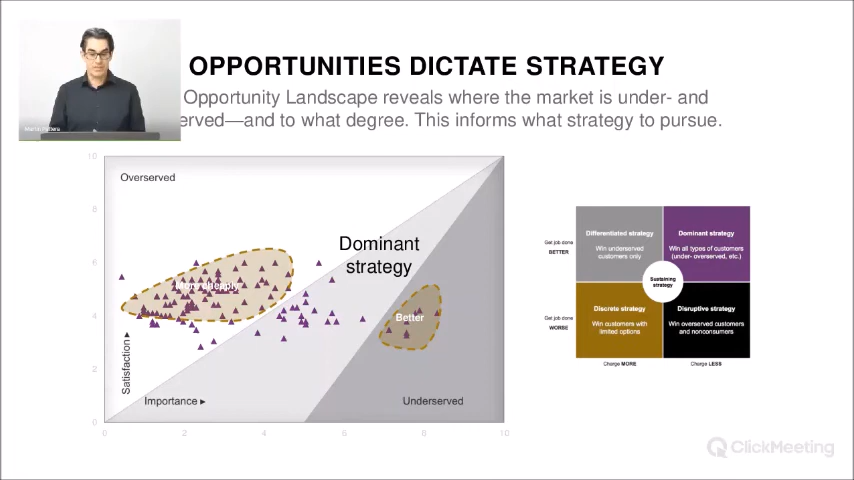 OPPORTUNITIES DICTATE STRATEGY
Opportunity Landscape reveals where the market is under- and
erved—and to what degree. This informs what strategy to pursue.
10
8
6
4
2
0
Overserved
Dominant
strategy
More cheaply
Better
Satisfaction▶
Importance ▶
Underserved
0
2
4
6
8
10
Get job done
BETTER
Get job done
WORSE
Differentiated strategy
Win underserved
customers only
Dominant strategy
Win all types of customers
(under- overserved, etc.)
Sustaining
strategy
Discrete strategy
Win customers with
limited options
Disruptive strategy
Win overserved customers
and nonconsumers
Charge MORE
Charge LESS
ClickMeeting